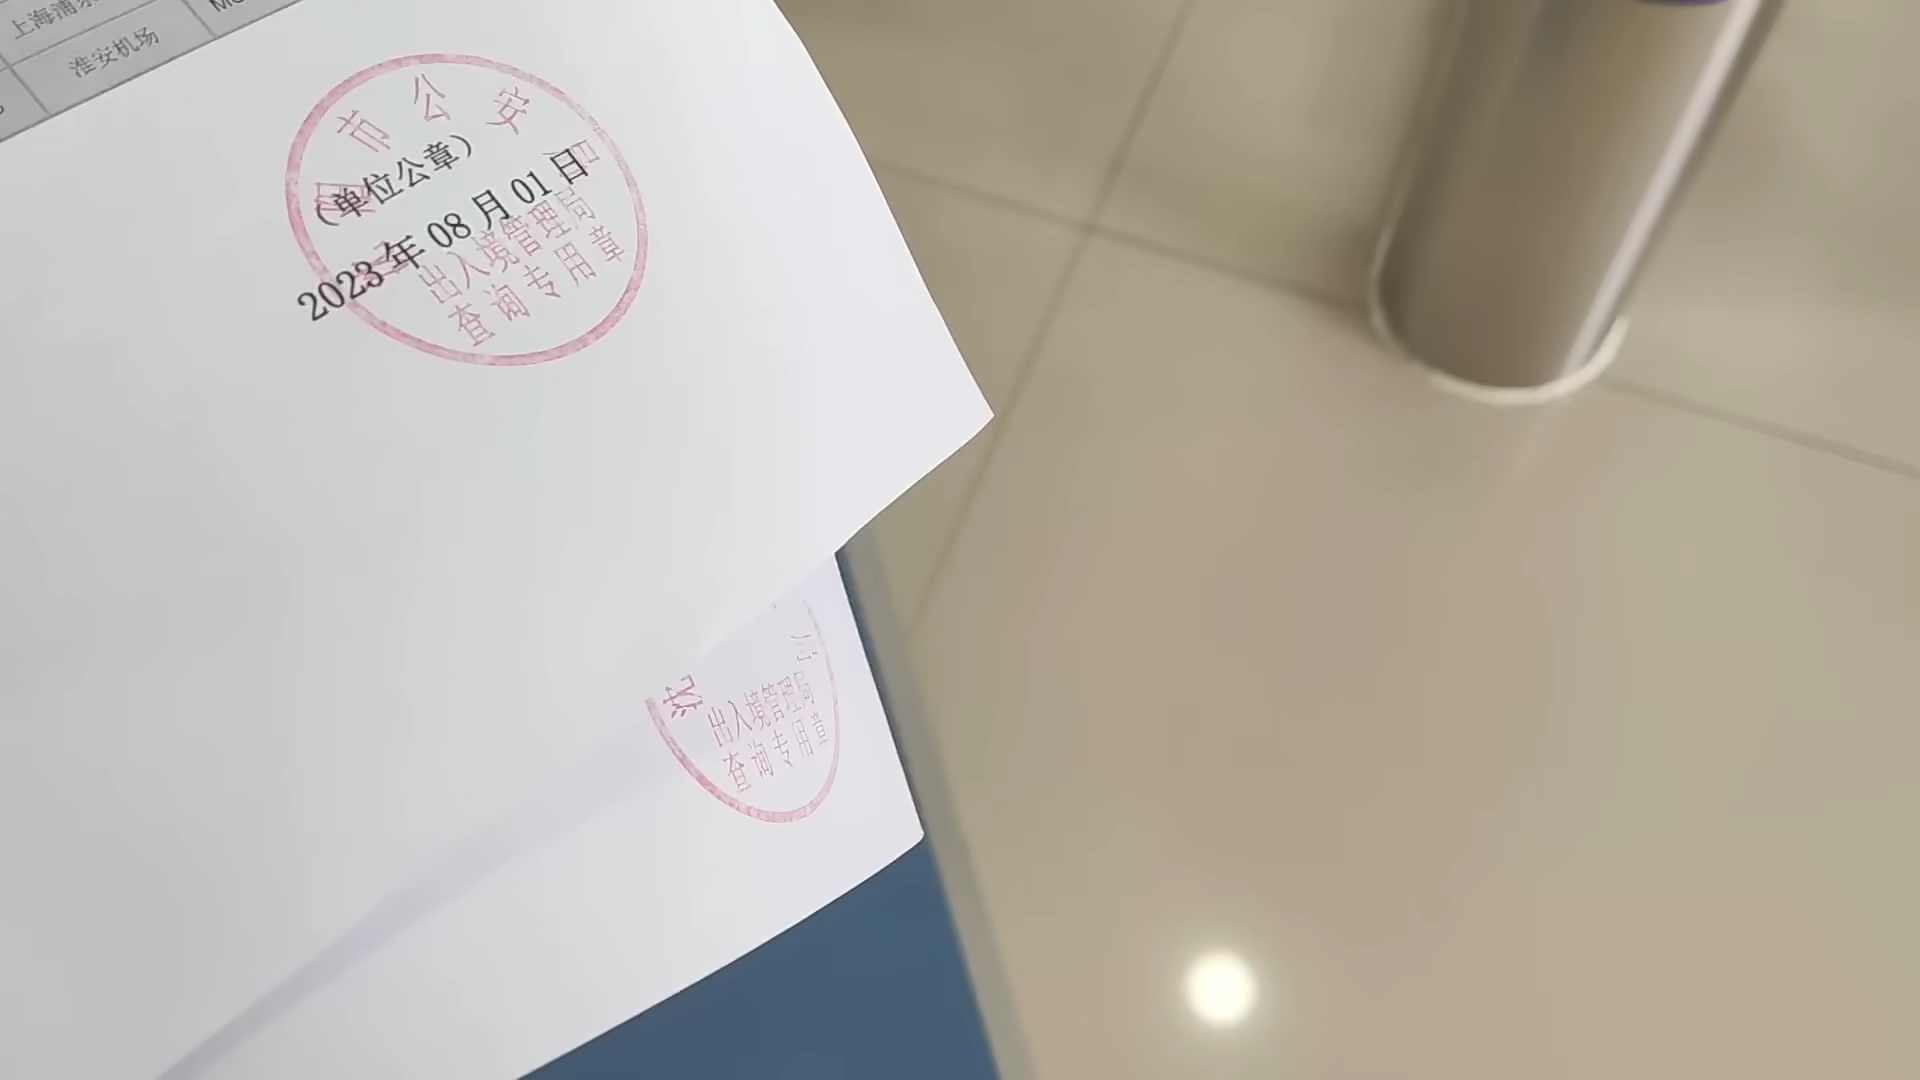 上海浦东
淮安机场
市公安
（单位公章）
2023年08月01日
出入境管理局
查询专用章
沈
出入境管理局
查询专用章